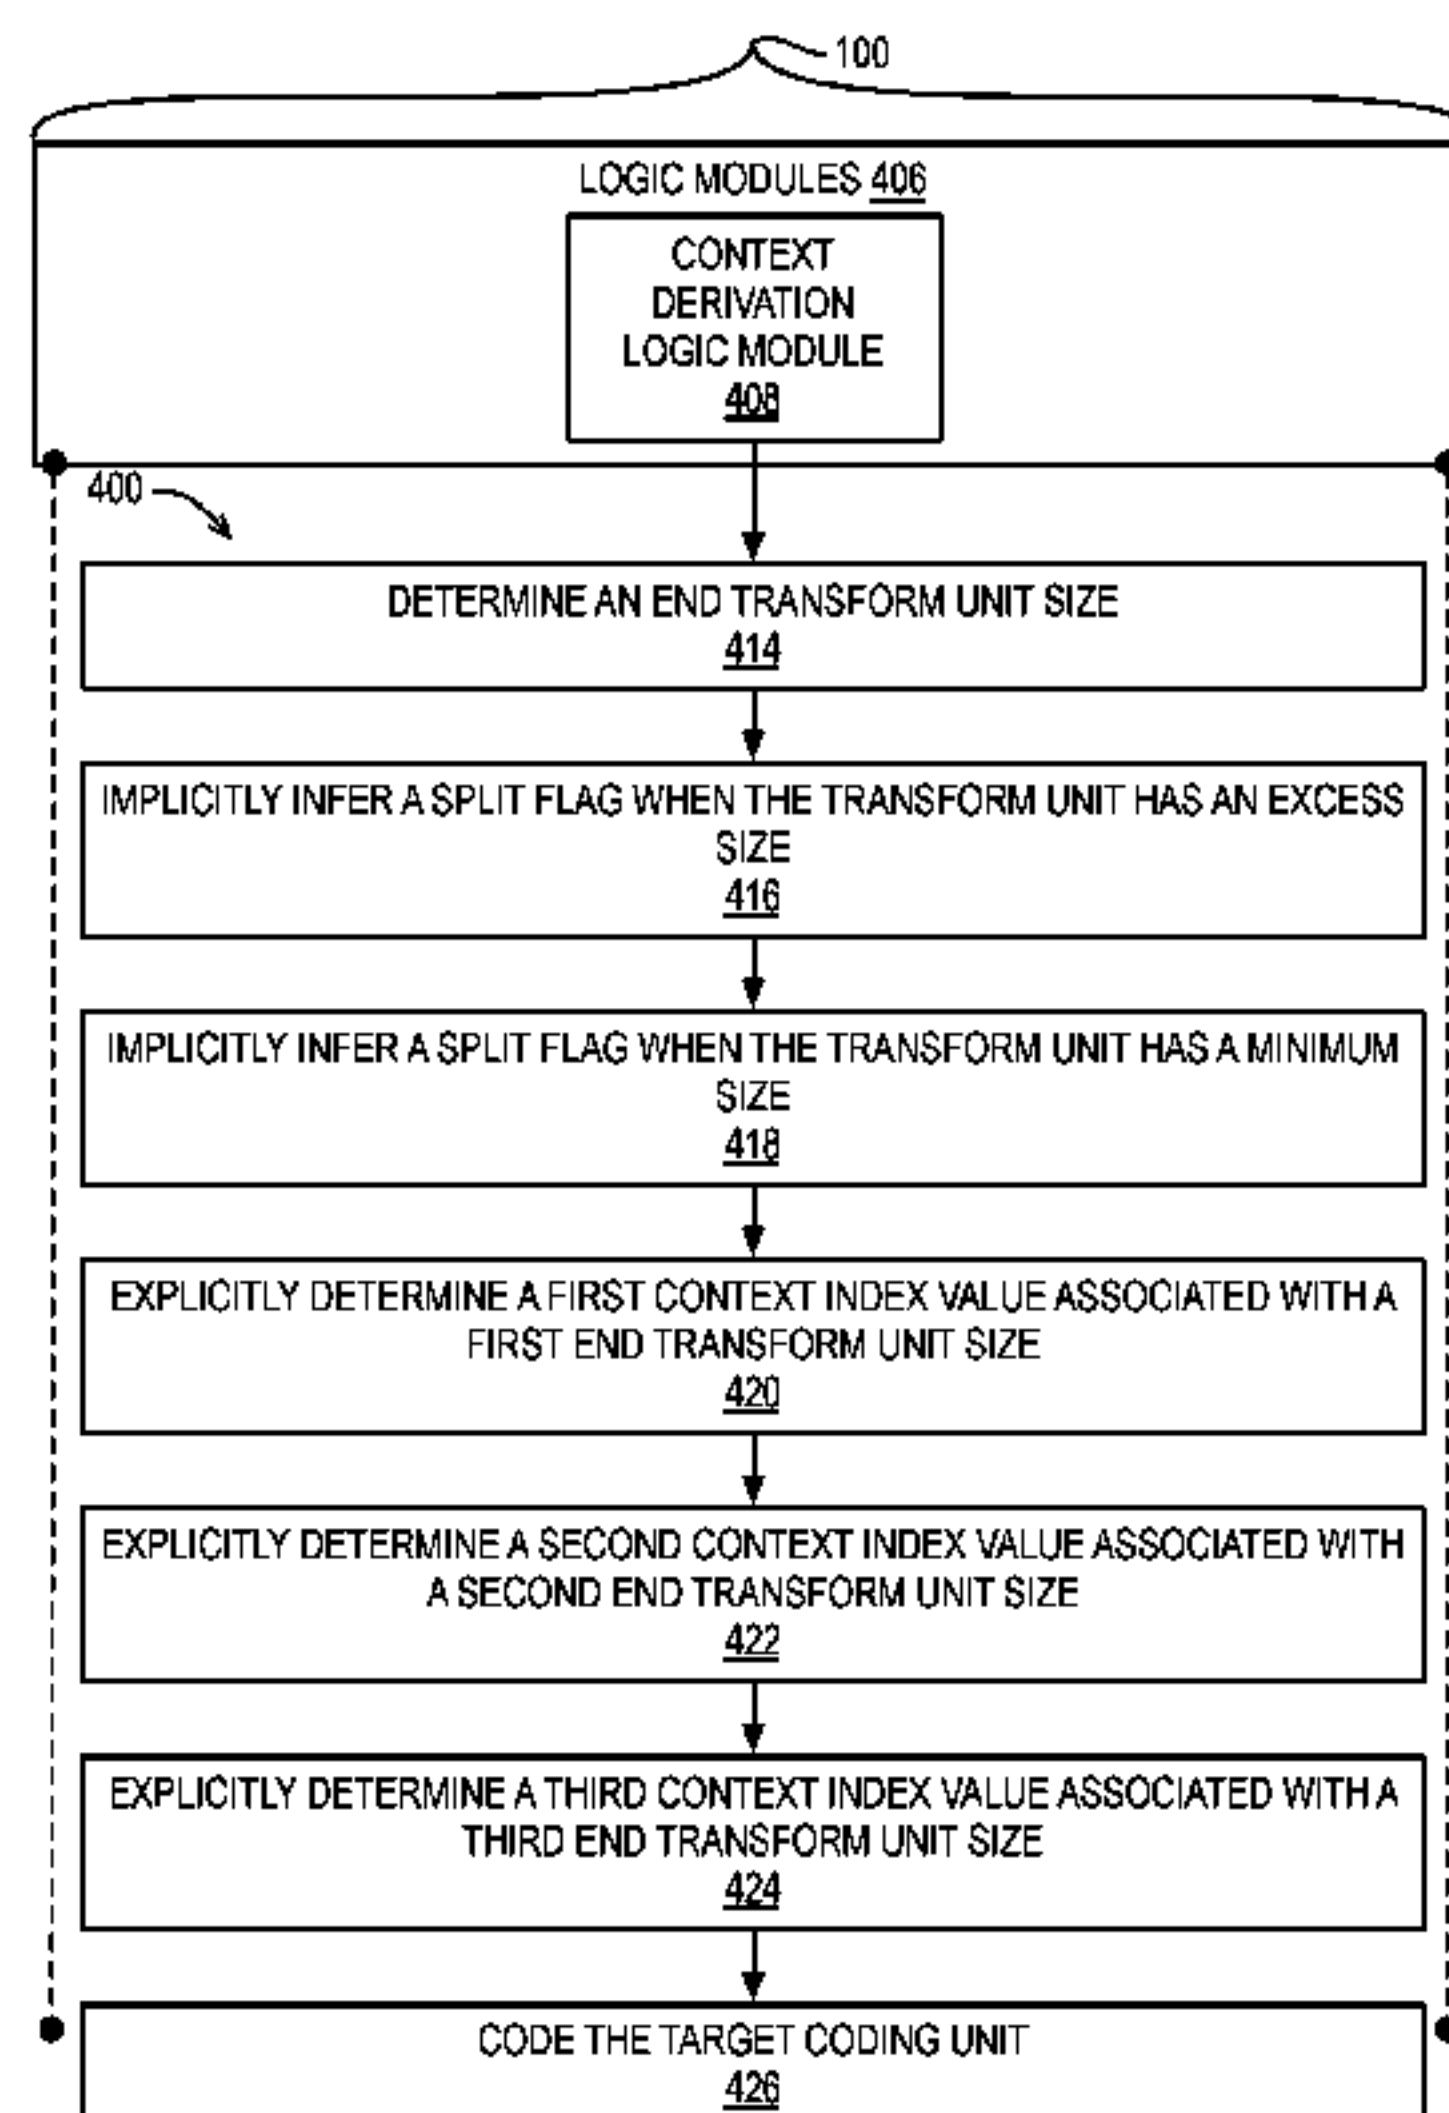 100
LOGIC MODULES 406
CONTEXT
DERIVATION
LOGIC MODULE
408
400
DETERMINE AN END TRANSFORM UNIT SIZE
414
IMPLICITLY INFER A SPLIT FLAG WHEN THE TRANSFORM UNIT HAS AN EXCESS
SIZE
416
IMPLICITLY INFER A SPLIT FLAG WHEN THE TRANSFORM UNIT HAS A MINIMUM
SIZE
418
EXPLICITLY DETERMINE A FIRST CONTEXT INDEX VALUE ASSOCIATED WITH A
FIRST END TRANSFORM UNIT SIZE
420
EXPLICITLY DETERMINE A SECOND CONTEXT INDEX VALUE ASSOCIATED WITH
A SECOND END TRANSFORM UNIT SIZE
422
EXPLICITLY DETERMINE A THIRD CONTEXT INDEX VALUE ASSOCIATED WITH A
THIRD END TRANSFORM UNIT SIZE
424
CODE THE TARGET CODING UNIT
426